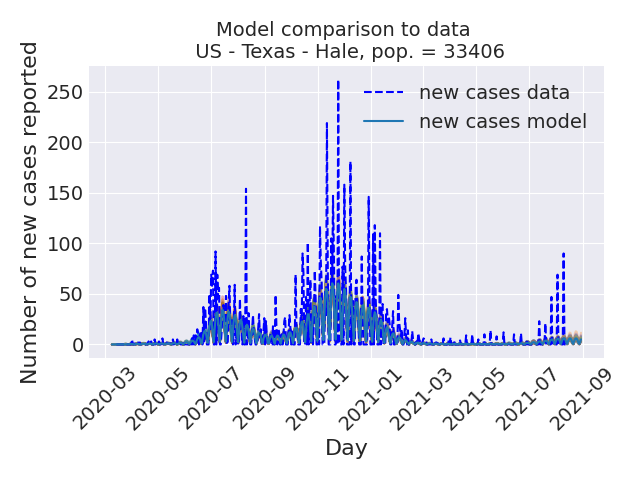 Model comparison to data
US - Texas - Hale, pop. = 33406
Number of new cases reported
250
200
150
100
50
0
new cases data
new cases model
2020-03
2020-05
2020-07
2020-09
2020-11
2021-01
2021-03
2021-05
2021-07
2021-09
Day